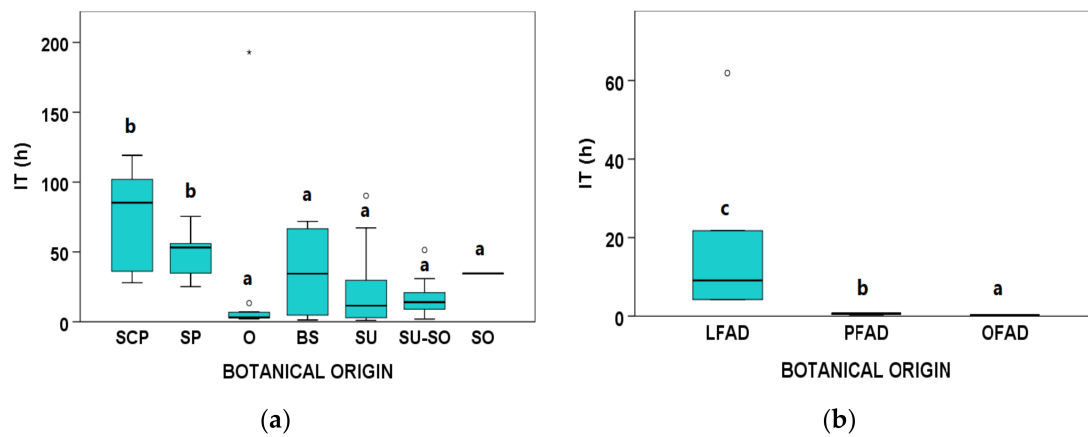 200
150
100
50
0
IT (h)
b
b
a
a
a
a
a
SCP SP O BS SU SU-SO SO
BOTANICAL ORIGIN
(a)
60
40
20
0
IT (h)
c
b
a
LFAD PFAD OFAD
BOTANICAL ORIGIN
(b)